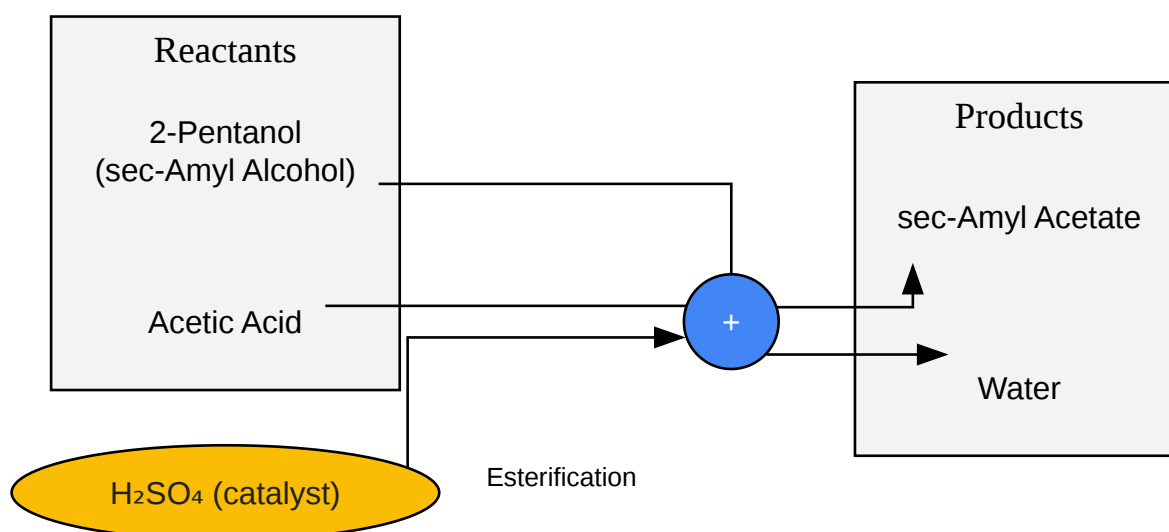 Reactants
2-Pentanol
(sec-Amyl Alcohol)
Acetic Acid
H₂SO₄ (catalyst)
Esterification
+
Products
sec-Amyl Acetate
Water